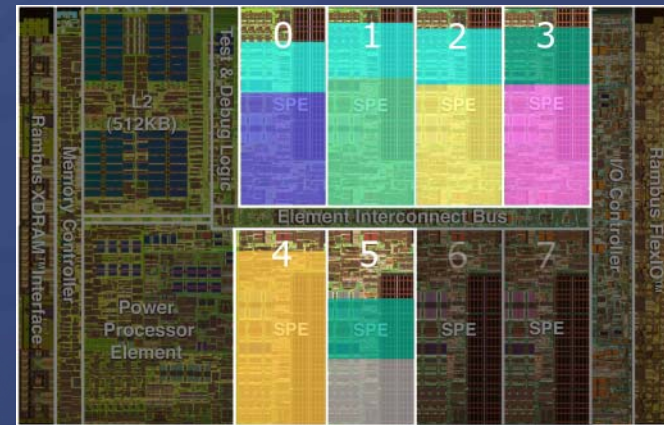 0 1 2 3
Test & Debug Logic
L2
(512KB)
SPE SPE SPE SPE
Rambus XDRAM™ Interface
Memory Controller
I/O Controller
Rambus FlexIO™
Element Interconnect Bus
4 5 6 7
Power
Processor
Element
SPE SPE SPE SPE